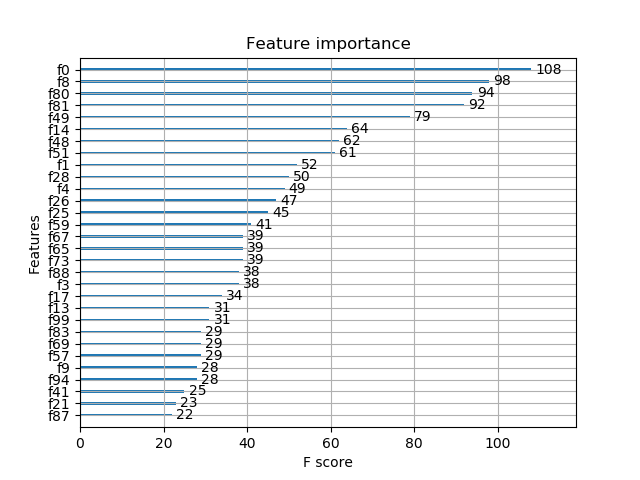 Feature importance
f0 108
f8 98
f80 94
f81 92
f49 79
f14 64
f48 62
f51 61
f1 52
f28 50
f4 49
f26 47
f25 45
f59 41
f67 39
f65 39
f73 39
f88 38
f3 38
f17 34
f13 31
f99 31
f83 29
f69 29
f57 29
f9 28
f94 28
f41 25
f21 23
f87 22
Features
0 20 40 60 80 100
F score